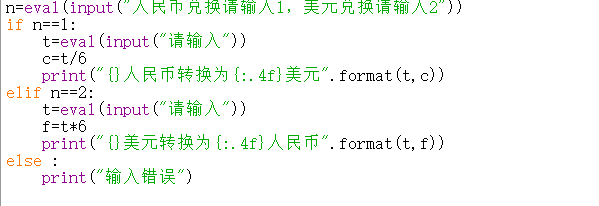 n=eval(input("人民币兑换请输入1，美元兑换请输入2"))
if n==1:
    t=eval(input("请输入"))
    c=t/6
    print("{}人民币转换为{:.4f}美元".format(t,c))
elif n==2:
    t=eval(input("请输入"))
    f=t*6
    print("{}美元转换为{:.4f}人民币".format(t,f))
else :
    print("输入错误")